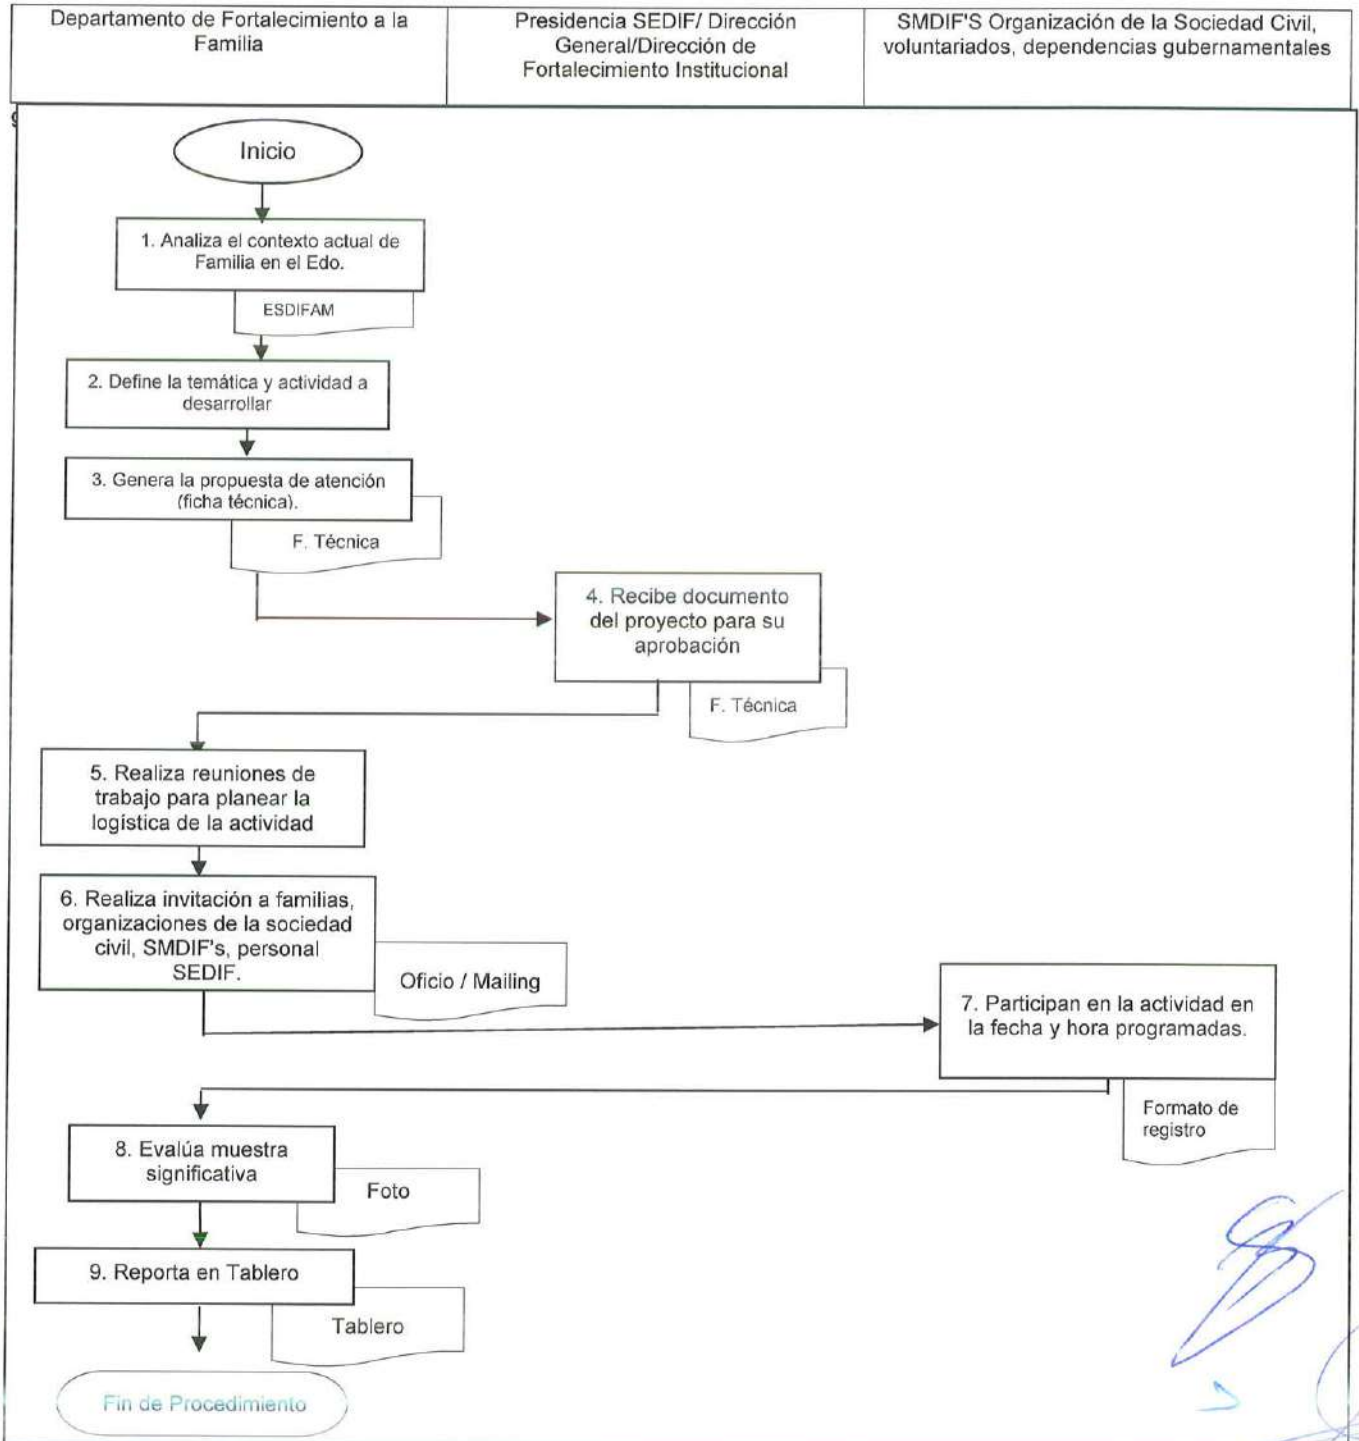 Departamento de Fortalecimiento a la
Familia
Presidencia SEDIF/ Dirección
General/Dirección de
Fortalecimiento Institucional
SMDIF'S Organización de la Sociedad Civil,
voluntariados, dependencias gubernamentales
Inicio
1. Analiza el contexto actual de
Familia en el Edo.
ESDIFAM
2. Define la temática y actividad a
desarrollar
3. Genera la propuesta de atención
(ficha técnica).
F. Técnica
4. Recibe documento
del proyecto para su
aprobación
F. Técnica
5. Realiza reuniones de
trabajo para planear la
logística de la actividad
6. Realiza invitación a familias,
organizaciones de la sociedad
civil, SMDIF's, personal
SEDIF.
Oficio / Mailing
7. Participan en la actividad en
la fecha y hora programadas.
Formato de
registro
8. Evalúa muestra
significativa
Foto
9. Reporta en Tablero
Tablero
Fin de Procedimiento